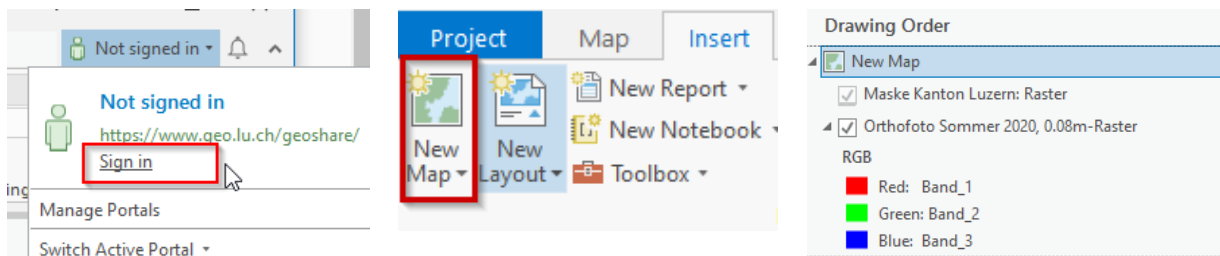 Not signed in
Not signed in
https://www.geo.lu.ch/geoshare/
Sign in
ing
Manage Portals
Switch Active Portal
Project Map Insert
New Map
New Layout
New Report
New Notebook
Toolbox
Drawing Order
New Map
Maske Kanton Luzern: Raster
Orthofoto Sommer 2020, 0.08m-Raster
RGB
Red: Band_1
Green: Band_2
Blue: Band_3